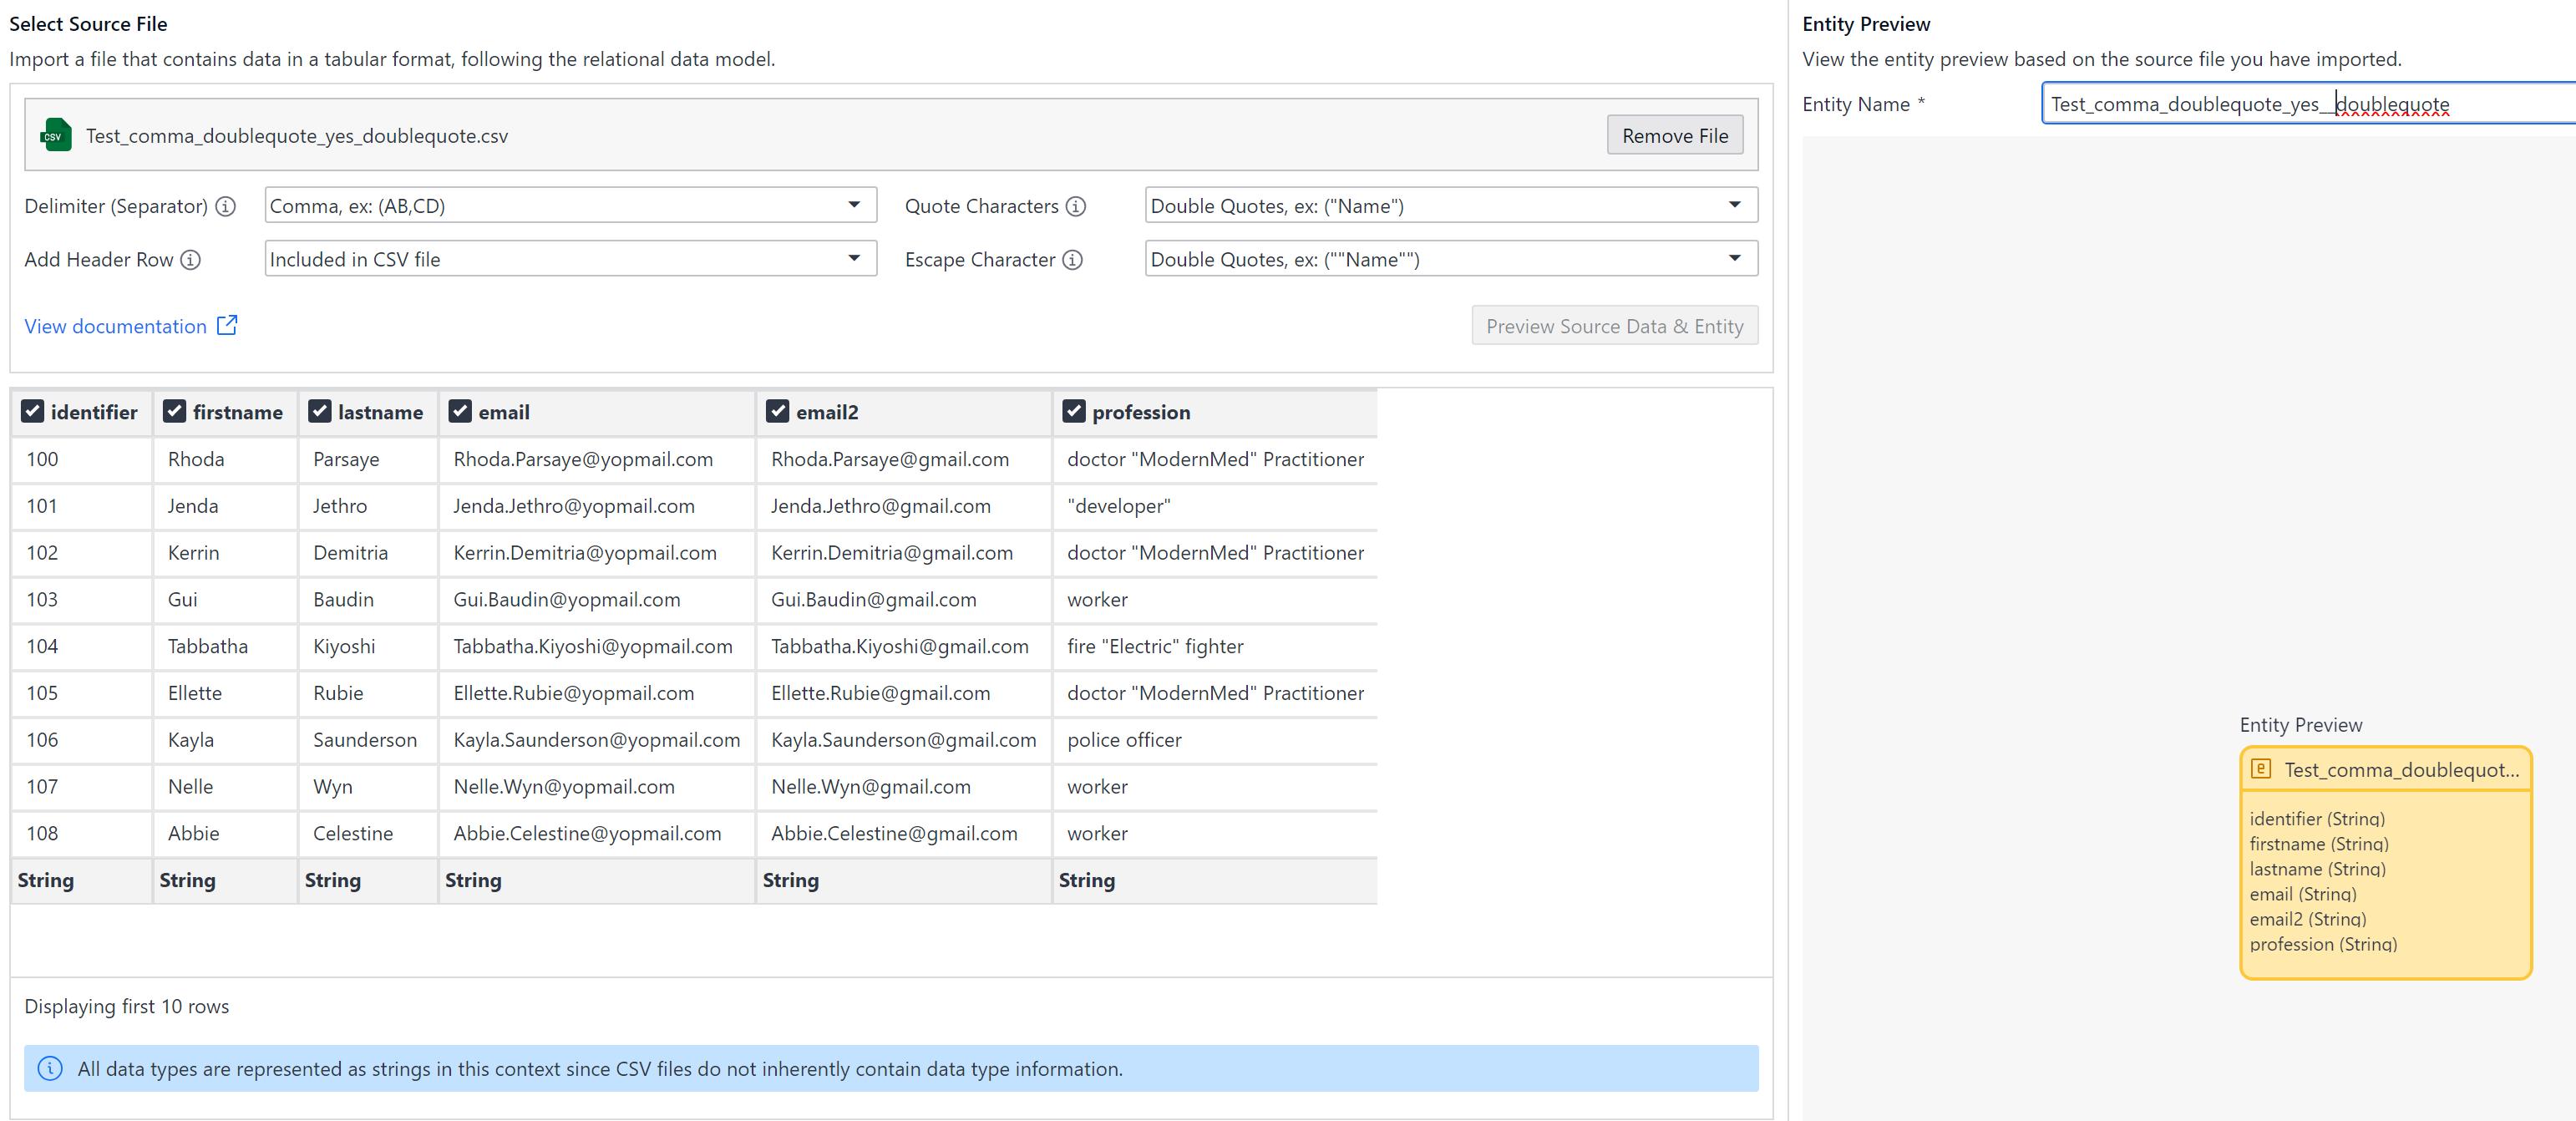 Select Source File
Import a file that contains data in a tabular format, following the relational data model.
CSV Test_comma_doublequote_yes_doublequote.csv Remove File
Delimiter (Separator) Comma, ex: (AB,CD) Quote Characters Double Quotes, ex: ("Name")
Add Header Row Included in CSV file Escape Character Double Quotes, ex: (""Name"")
View documentation Preview Source Data & Entity
identifier firstname lastname email email2 profession
100 Rhoda Parsaye Rhoda.Parsaye@yopmail.com Rhoda.Parsaye@gmail.com doctor "ModernMed" Practitioner
101 Jenda Jethro Jenda.Jethro@yopmail.com Jenda.Jethro@gmail.com "developer"
102 Kerrin Demitria Kerrin.Demitria@yopmail.com Kerrin.Demitria@gmail.com doctor "ModernMed" Practitioner
103 Gui Baudin Gui.Baudin@yopmail.com Gui.Baudin@gmail.com worker
104 Tabbatha Kiyoshi Tabbatha.Kiyoshi@yopmail.com Tabbatha.Kiyoshi@gmail.com fire "Electric" fighter
105 Ellette Rubie Ellette.Rubie@yopmail.com Ellette.Rubie@gmail.com doctor "ModernMed" Practitioner
106 Kayla Saunderson Kayla.Saunderson@yopmail.com Kayla.Saunderson@gmail.com police officer
107 Nelle Wyn Nelle.Wyn@yopmail.com Nelle.Wyn@gmail.com worker
108 Abbie Celestine Abbie.Celestine@yopmail.com Abbie.Celestine@gmail.com worker
String String String String String String
Displaying first 10 rows
All data types are represented as strings in this context since CSV files do not inherently contain data type information.
Entity Preview
View the entity preview based on the source file you have imported.
Entity Name * Test_comma_doublequote_yes__doublequote
Entity Preview
e Test_comma_doublequot...
identifier (String)
firstname (String)
lastname (String)
email (String)
email2 (String)
profession (String)